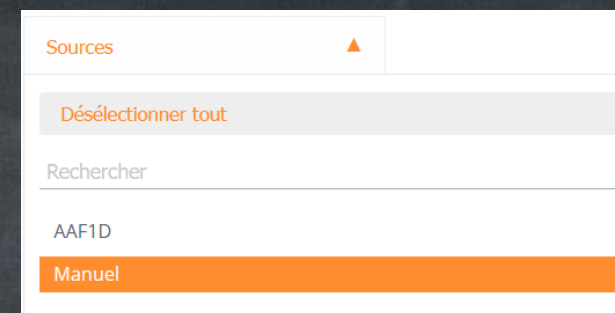 Sources
Désélectionner tout
Rechercher
AAF1D
Manuel